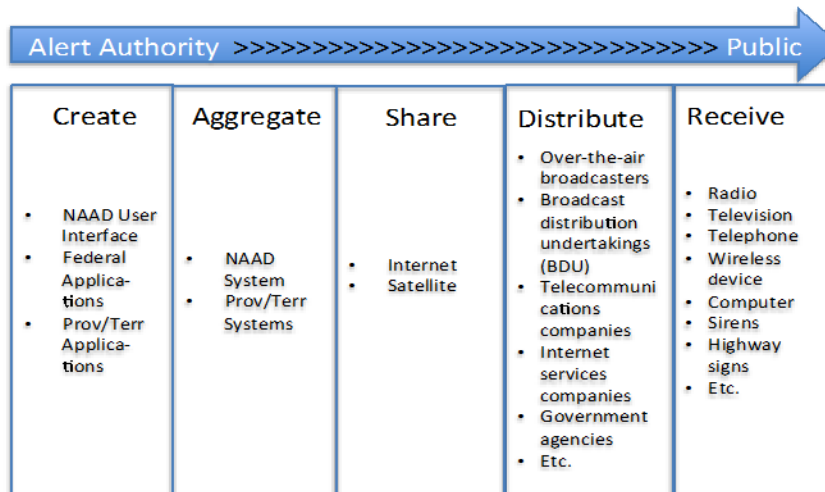 Alert Authority >>>>>>>>>>>>>>>>>>>>>>>>>>>>>>>>>>>>>> Public
Create
• NAAD User
Interface
• Federal
Applica-
tions
• Prov/Terr
Applica-
tions
Aggregate
• NAAD
System
• Prov/Terr
Systems
Share
• Internet
• Satellite
Distribute
• Over-the-air
broadcasters
• Broadcast
distribution
undertakings
(BDU)
• Telecommuni
cations
companies
• Internet
services
companies
• Government
agencies
• Etc.
Receive
• Radio
• Television
• Telephone
• Wireless
device
• Computer
• Sirens
• Highway
signs
• Etc.